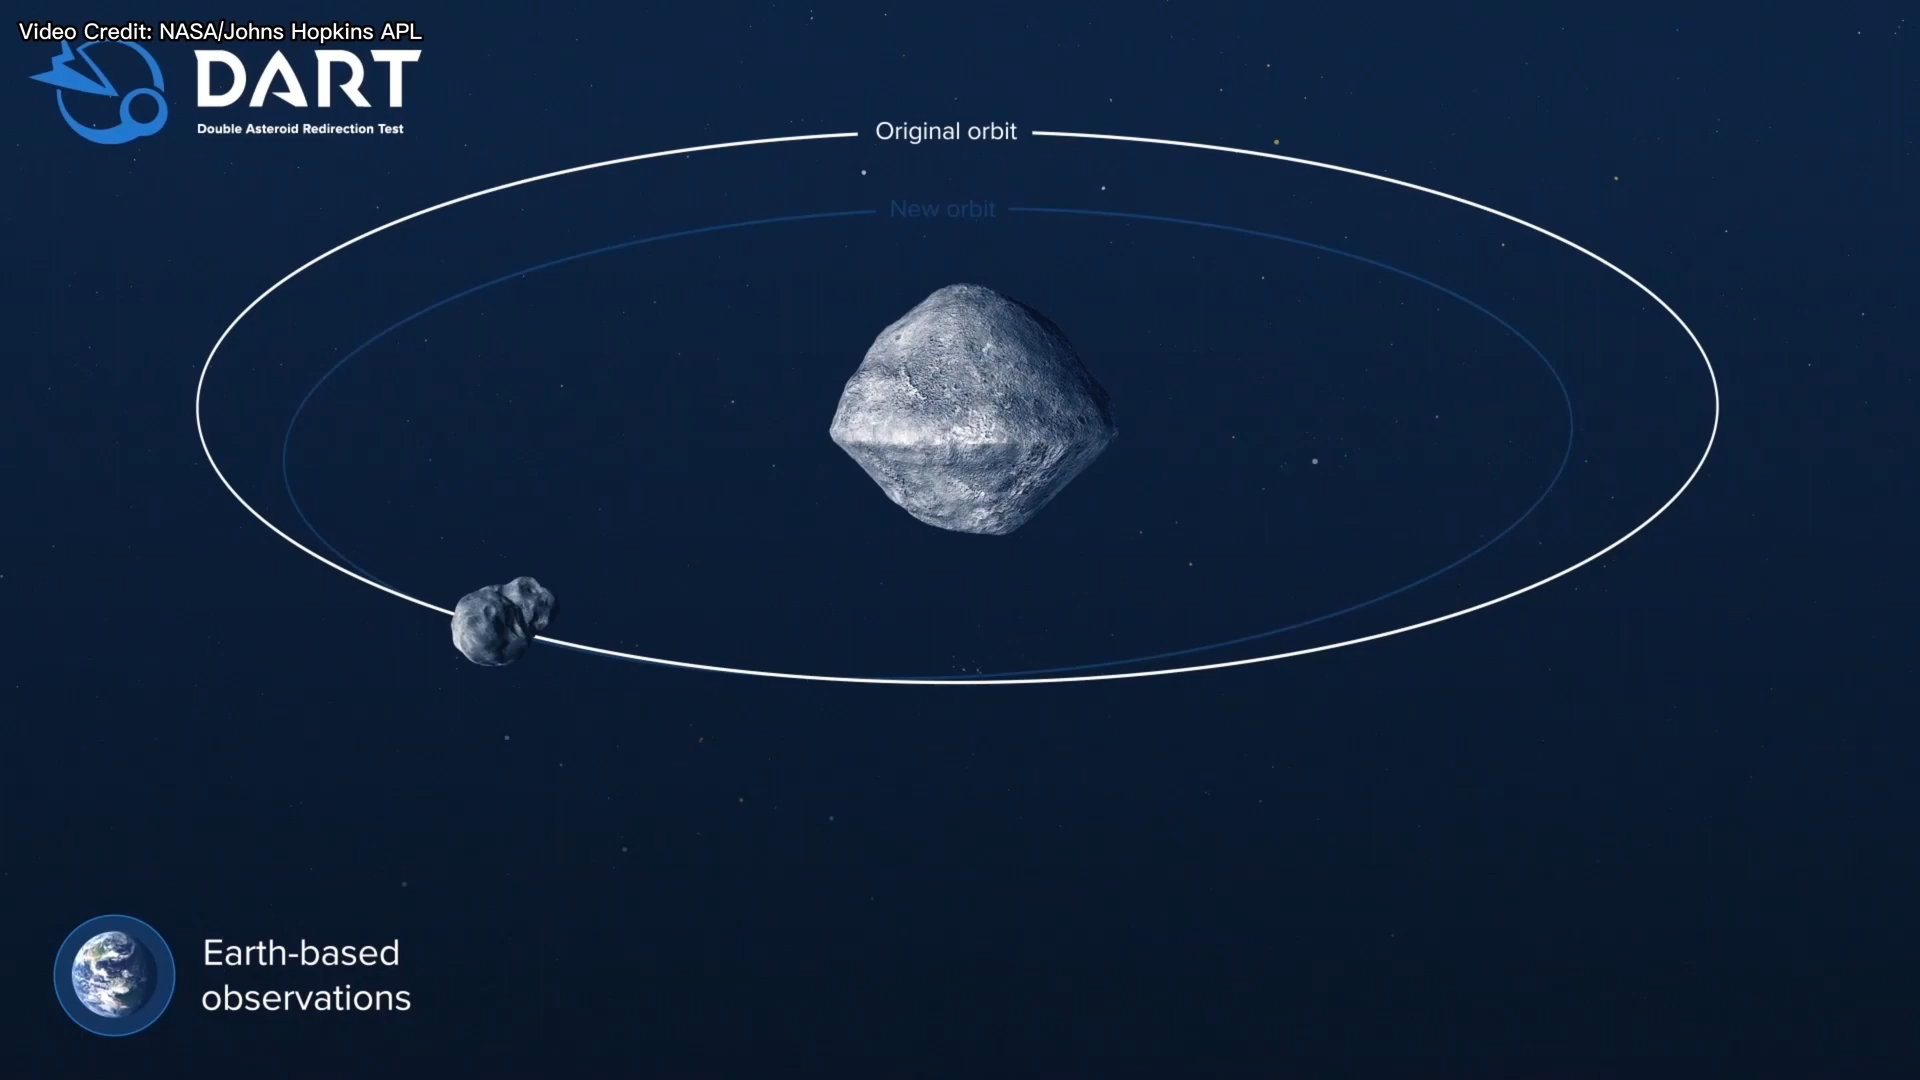 Video Credit: NASA/Johns Hopkins APL
DART
Double Asteroid Redirection Test
Original orbit
New orbit
Earth-based
observations